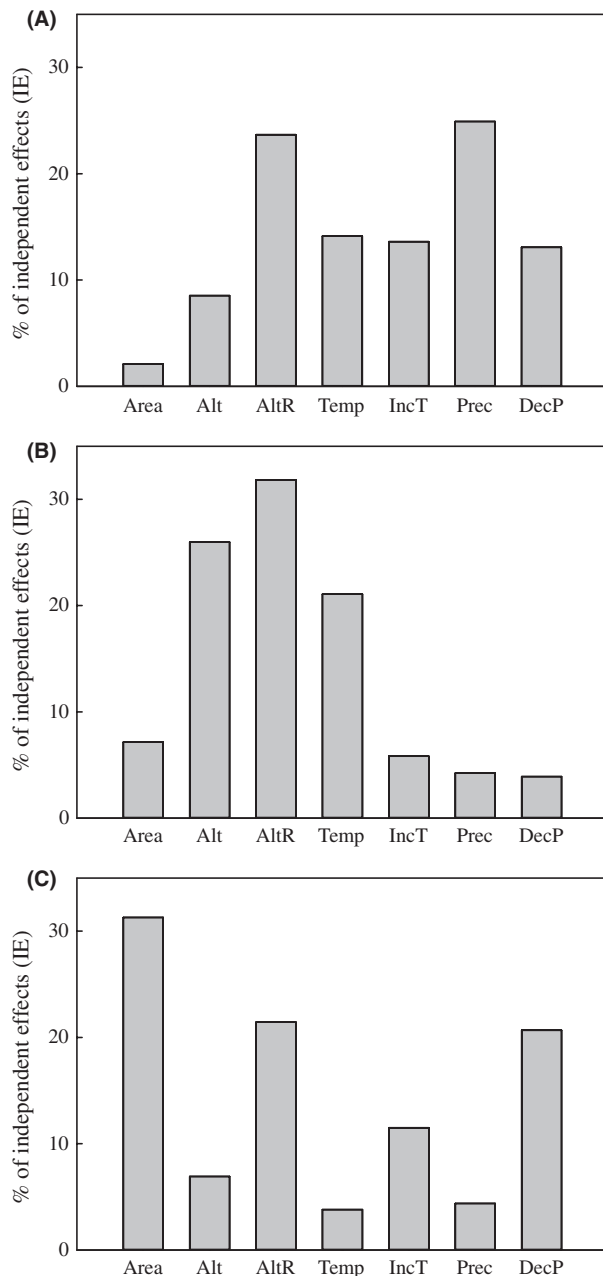 (A)
% of independent effects (IE)
30
20
10
0
Area Alt AltR Temp IncT Prec DecP
(B)
% of independent effects (IE)
30
20
10
0
Area Alt AltR Temp IncT Prec DecP
(C)
% of independent effects (IE)
30
20
10
0
Area Alt AltR Temp IncT Prec DecP